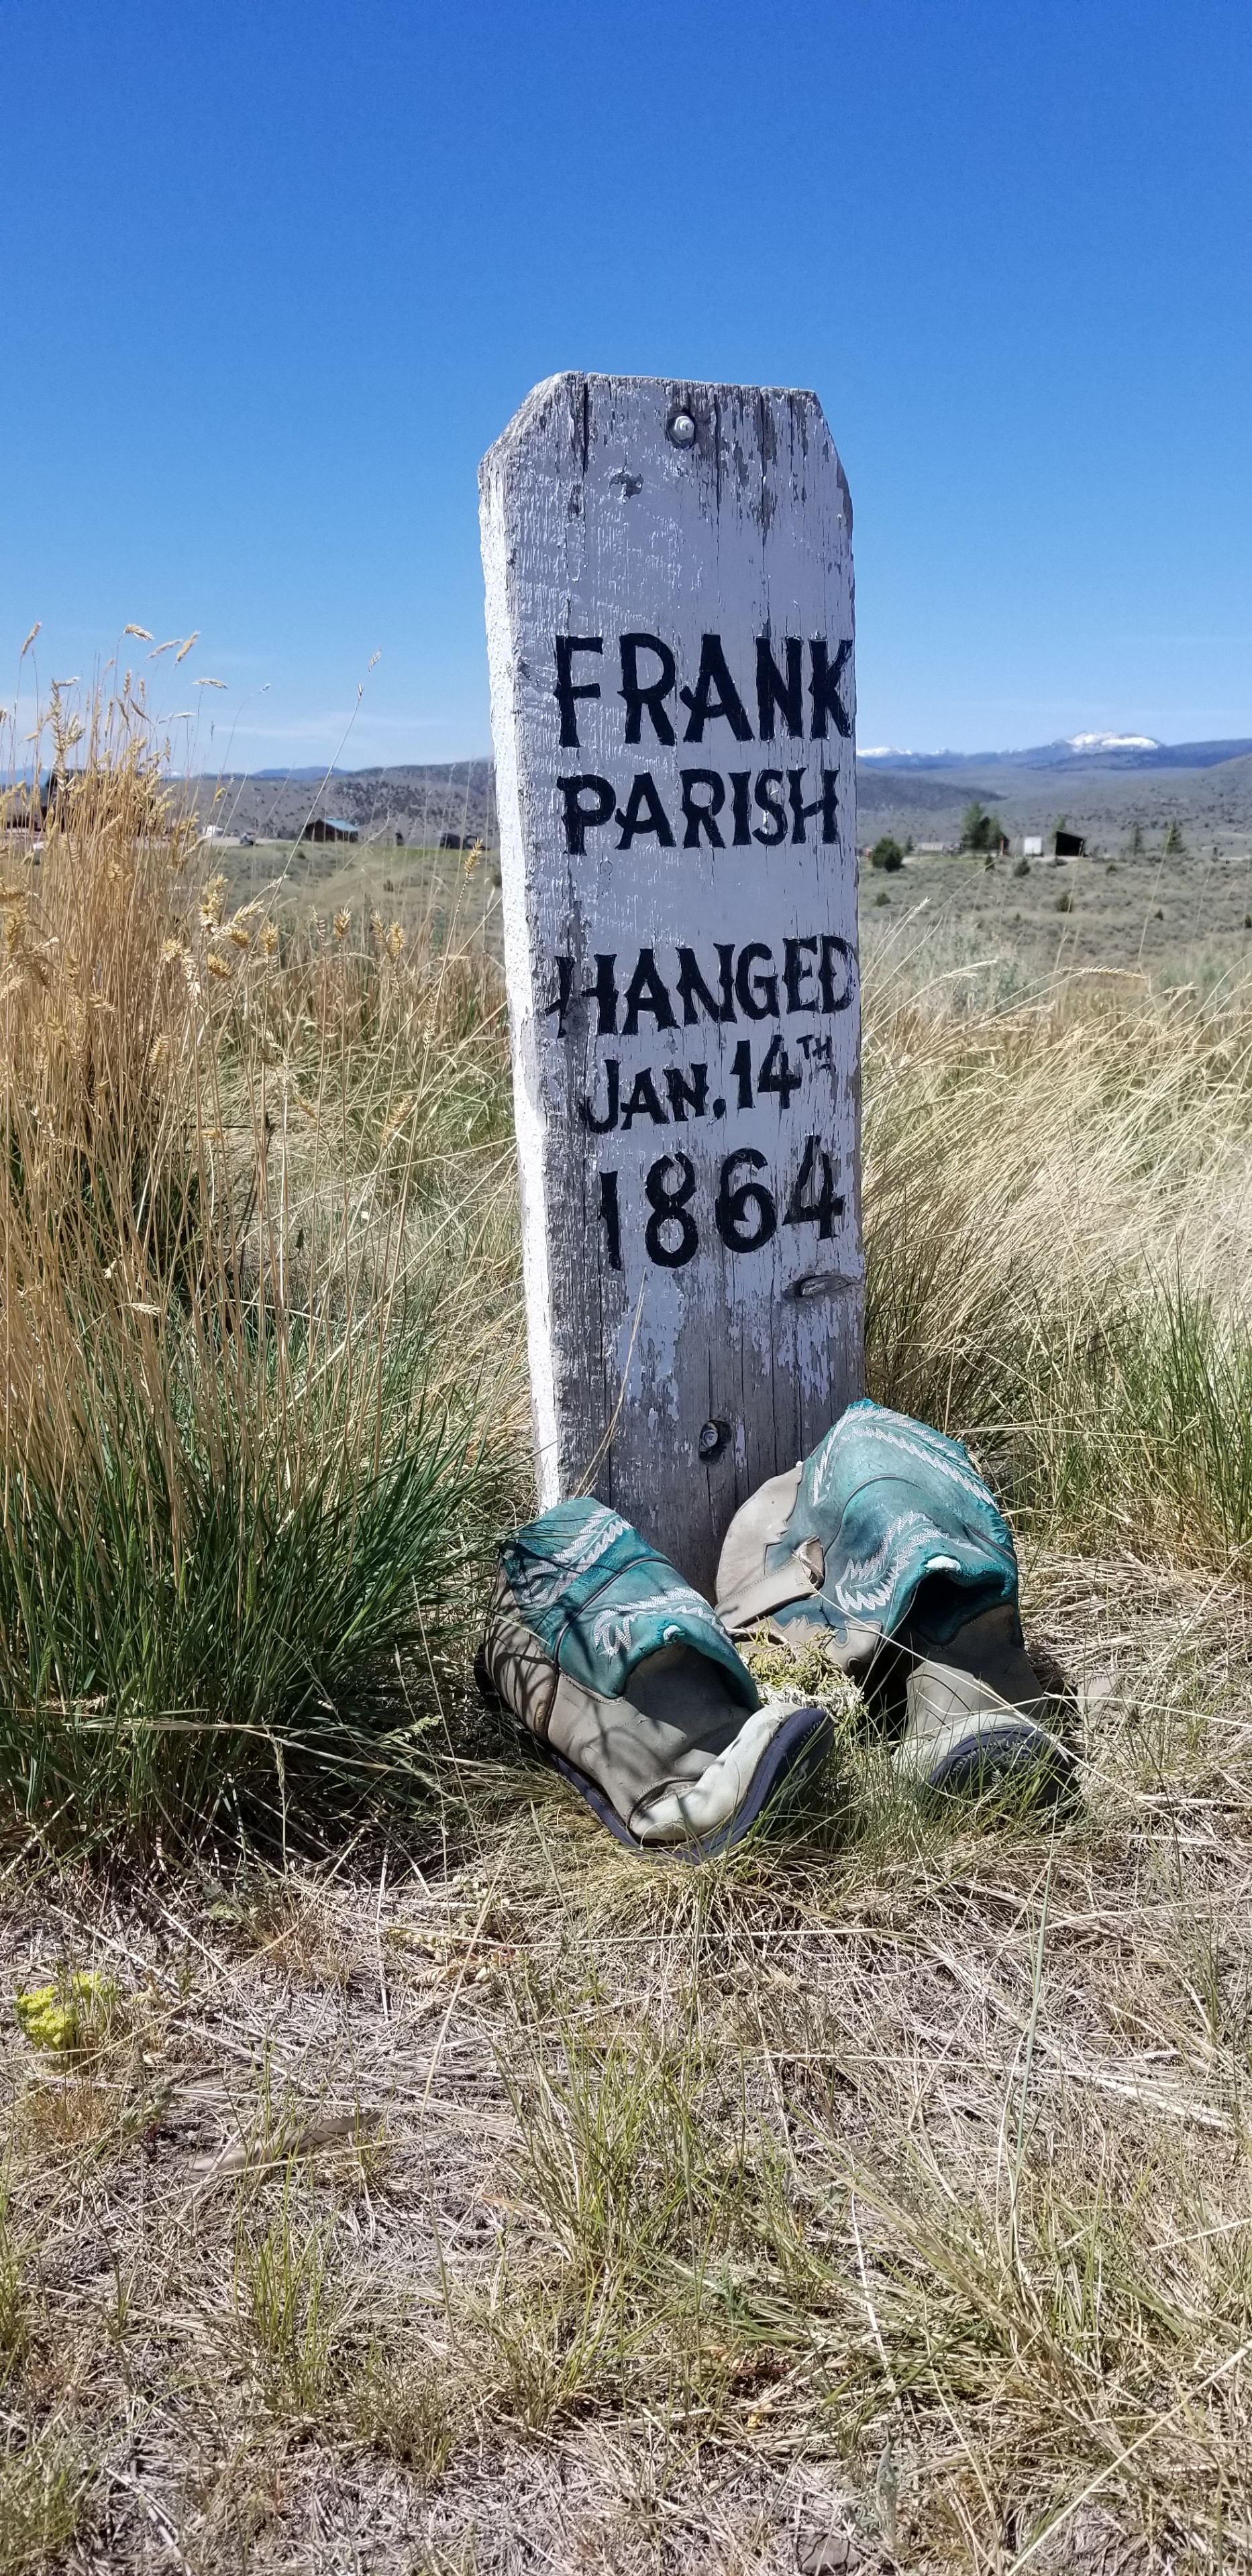 FRANK
PARISH
HANGED
JAN. 14TH
1864